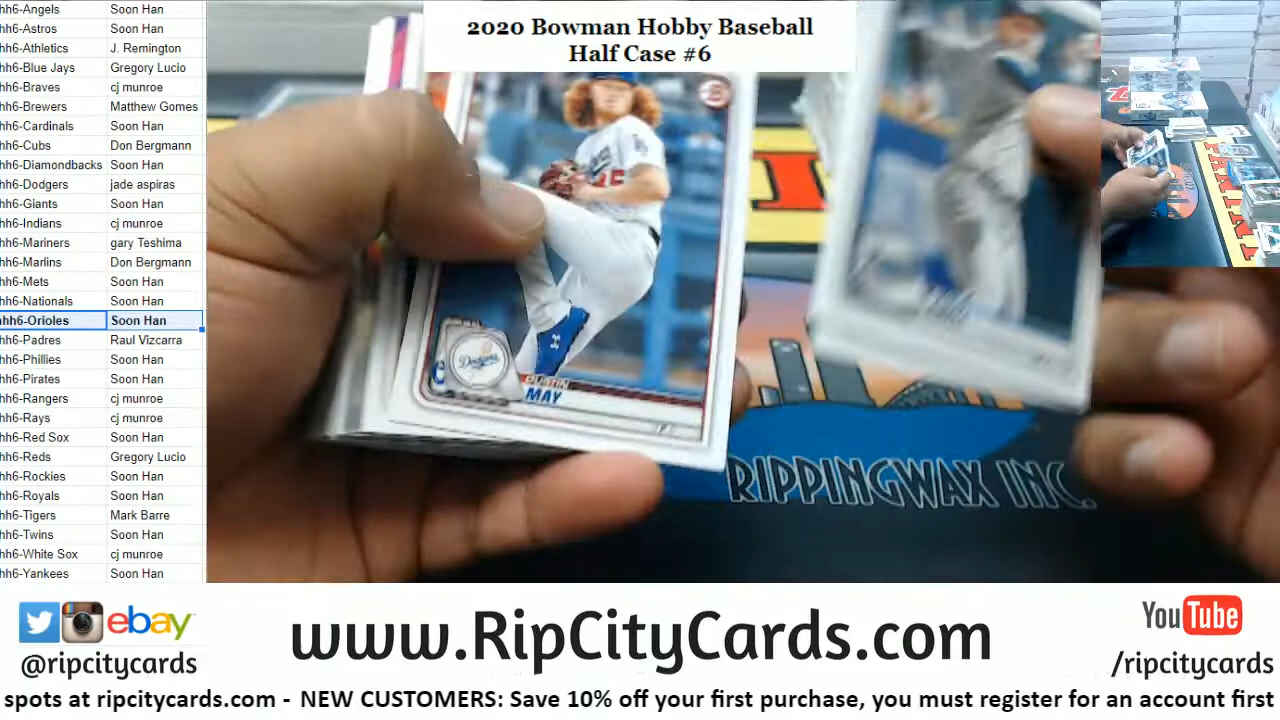 hh6-Angels Soon Han
hh6-Astros Soon Han
hh6-Athletics J. Remington
hh6-Blue Jays Gregory Lucio
hh6-Braves cj munroe
hh6-Brewers Matthew Gomes
hh6-Cardinals Soon Han
hh6-Cubs Don Bergmann
hh6-Diamondbacks Soon Han
hh6-Dodgers jade aspiras
hh6-Giants Soon Han
hh6-Indians cj munroe
hh6-Mariners gary Teshima
hh6-Marlins Don Bergmann
hh6-Mets Soon Han
hh6-Nationals Soon Han
hh6-Orioles Soon Han
hh6-Padres Raul Vizcarra
hh6-Phillies Soon Han
hh6-Pirates Soon Han
hh6-Rangers cj munroe
hh6-Rays cj munroe
hh6-Red Sox Soon Han
hh6-Reds Gregory Lucio
hh6-Rockies Soon Han
hh6-Royals Soon Han
hh6-Tigers Mark Barre
hh6-Twins Soon Han
hh6-White Sox cj munroe
hh6-Yankees Soon Han
2020 Bowman Hobby Baseball
Half Case #6
Dodgers
DUSTIN
MAY
RIPPINGWAX INC.
ebay
@ripcitycards
www.RipCityCards.com
YouTube
/ripcitycards
spots at ripcitycards.com - NEW CUSTOMERS: Save 10% off your first purchase, you must register for an account first